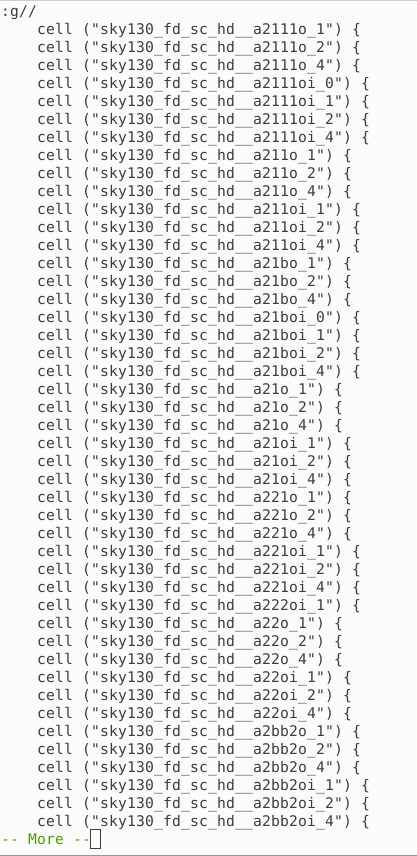 :g//
    cell ("sky130_fd_sc_hd__a2111o_1") {
    cell ("sky130_fd_sc_hd__a2111o_2") {
    cell ("sky130_fd_sc_hd__a2111o_4") {
    cell ("sky130_fd_sc_hd__a2111oi_0") {
    cell ("sky130_fd_sc_hd__a2111oi_1") {
    cell ("sky130_fd_sc_hd__a2111oi_2") {
    cell ("sky130_fd_sc_hd__a2111oi_4") {
    cell ("sky130_fd_sc_hd__a211o_1") {
    cell ("sky130_fd_sc_hd__a211o_2") {
    cell ("sky130_fd_sc_hd__a211o_4") {
    cell ("sky130_fd_sc_hd__a211oi_1") {
    cell ("sky130_fd_sc_hd__a211oi_2") {
    cell ("sky130_fd_sc_hd__a211oi_4") {
    cell ("sky130_fd_sc_hd__a21bo_1") {
    cell ("sky130_fd_sc_hd__a21bo_2") {
    cell ("sky130_fd_sc_hd__a21bo_4") {
    cell ("sky130_fd_sc_hd__a21boi_0") {
    cell ("sky130_fd_sc_hd__a21boi_1") {
    cell ("sky130_fd_sc_hd__a21boi_2") {
    cell ("sky130_fd_sc_hd__a21boi_4") {
    cell ("sky130_fd_sc_hd__a21o_1") {
    cell ("sky130_fd_sc_hd__a21o_2") {
    cell ("sky130_fd_sc_hd__a21o_4") {
    cell ("sky130_fd_sc_hd__a21oi_1") {
    cell ("sky130_fd_sc_hd__a21oi_2") {
    cell ("sky130_fd_sc_hd__a21oi_4") {
    cell ("sky130_fd_sc_hd__a221o_1") {
    cell ("sky130_fd_sc_hd__a221o_2") {
    cell ("sky130_fd_sc_hd__a221o_4") {
    cell ("sky130_fd_sc_hd__a221oi_1") {
    cell ("sky130_fd_sc_hd__a221oi_2") {
    cell ("sky130_fd_sc_hd__a221oi_4") {
    cell ("sky130_fd_sc_hd__a222oi_1") {
    cell ("sky130_fd_sc_hd__a22o_1") {
    cell ("sky130_fd_sc_hd__a22o_2") {
    cell ("sky130_fd_sc_hd__a22o_4") {
    cell ("sky130_fd_sc_hd__a22oi_1") {
    cell ("sky130_fd_sc_hd__a22oi_2") {
    cell ("sky130_fd_sc_hd__a22oi_4") {
    cell ("sky130_fd_sc_hd__a2bb2o_1") {
    cell ("sky130_fd_sc_hd__a2bb2o_2") {
    cell ("sky130_fd_sc_hd__a2bb2o_4") {
    cell ("sky130_fd_sc_hd__a2bb2oi_1") {
    cell ("sky130_fd_sc_hd__a2bb2oi_2") {
    cell ("sky130_fd_sc_hd__a2bb2oi_4") {
-- More --